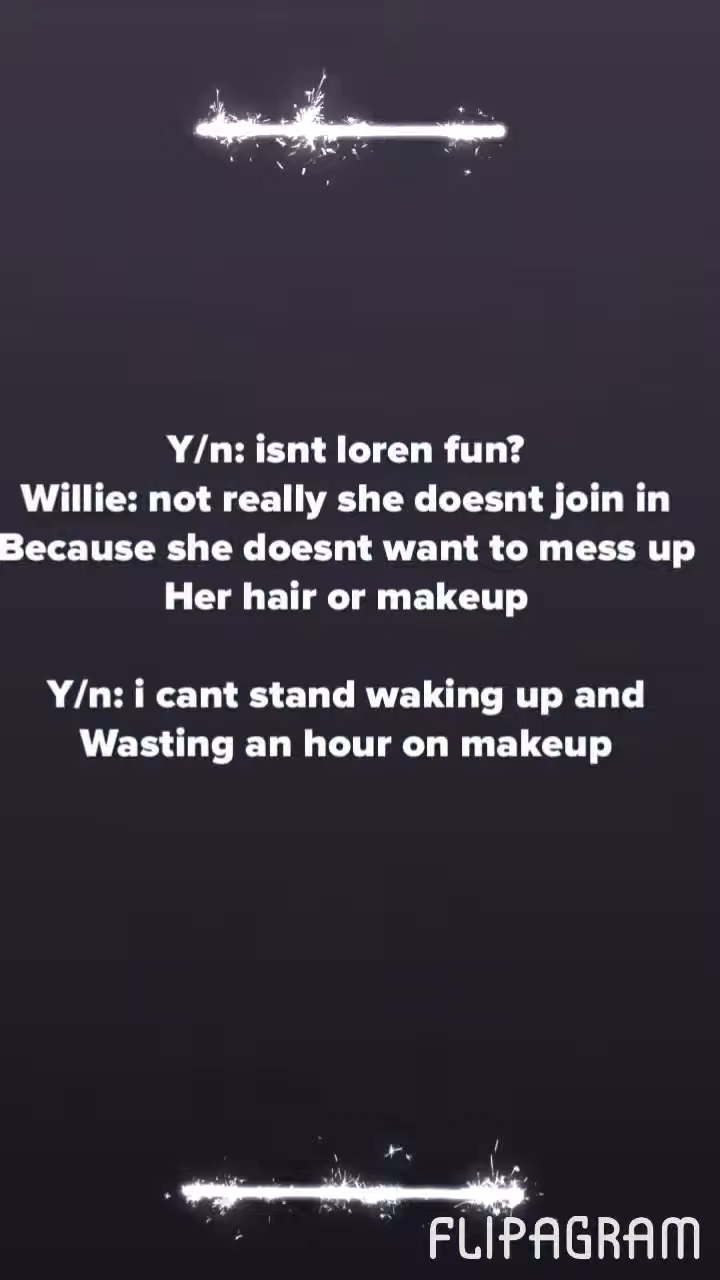 Y/n: isnt loren fun?
Willie: not really she doesnt join in
Because she doesnt want to mess up
Her hair or makeup
Y/n: i cant stand waking up and
Wasting an hour on makeup
FLIPAGRAM